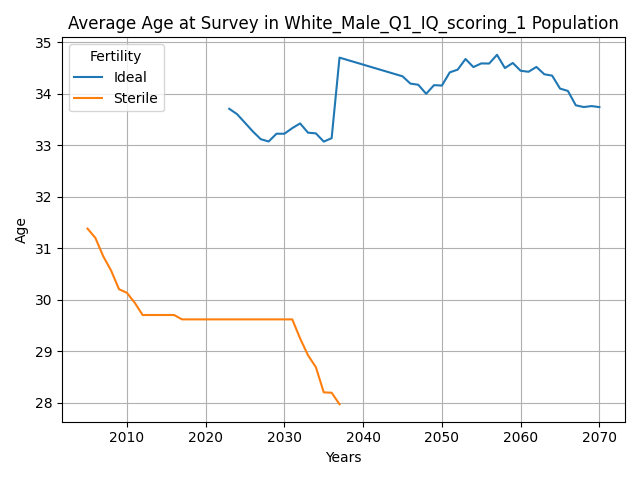 Average Age at Survey in White_Male_Q1_IQ_scoring_1 Population
Fertility
Ideal
Sterile
35
34
33
32
31
30
29
28
Age
2010 2020 2030 2040 2050 2060 2070
Years